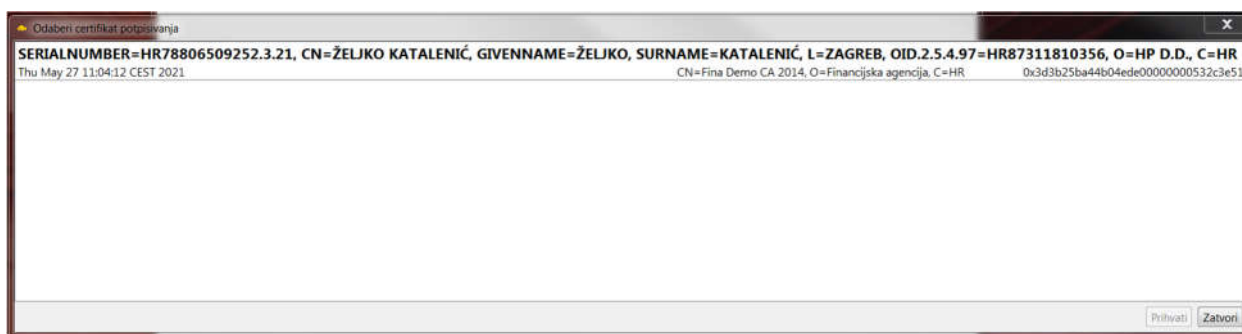 Odaberi certifikat potpisivanja
SERIALNUMBER=HR78806509252.3.21, CN=ŽELJKO KATALENIĆ, GIVENNAME=ŽELJKO, SURNAME=KATALENIĆ, L=ZAGREB, OID.2.5.4.97=HR87311810356, O=HP D.D., C=HR
Thu May 27 11:04:12 CEST 2021 CN=Fina Demo CA 2014, O=Financijska agencija, C=HR 0x3d3b25ba44b04ede00000000532c3e51
Prihvati Zatvori